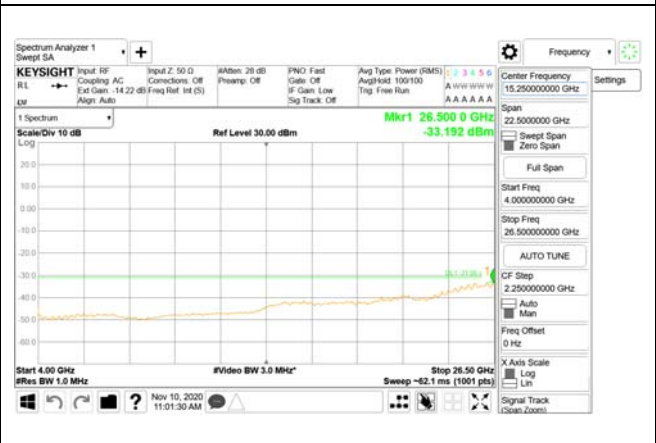 Spectrum Analyzer 1
Swept SA
Frequency
KEYSIGHT
RL
Input: RF
Coupling: AC
Ext Gain: -14.22 dB
Align: Auto
Input Z: 50 Ω
Corrections: Off
Freq Ref: Int (S)
#Atten: 28 dB
Preamp: Off
PNO: Fast
Gate: Off
IF Gain: Low
Sig Track: Off
Avg Type: Power (RMS)
Avg|Hold: 100/100
Trig: Free Run
1 2 3 4 5 6
A W W W W W
A A A A A A
1 Spectrum
Scale/Div 10 dB
Log
Ref Level 30.00 dBm
Mkr1 26.500 0 GHz
-33.192 dBm
20.0
10.0
0.00
-10.0
-20.0
-30.0
-40.0
-50.0
-60.0
1
Start 4.00 GHz
#Res BW 1.0 MHz
#Video BW 3.0 MHz*
Stop 26.50 GHz
Sweep ~62.1 ms (1001 pts)
Nov 10, 2020
11:01:30 AM
Center Frequency
15.250000000 GHz
Settings
Span
22.5000000 GHz
Swept Span
Zero Span
Full Span
Start Freq
4.000000000 GHz
Stop Freq
26.500000000 GHz
AUTO TUNE
CF Step
2.250000000 GHz
Auto
Man
Freq Offset
0 Hz
X Axis Scale
Log
Lin
Signal Track
(Span Zoom)